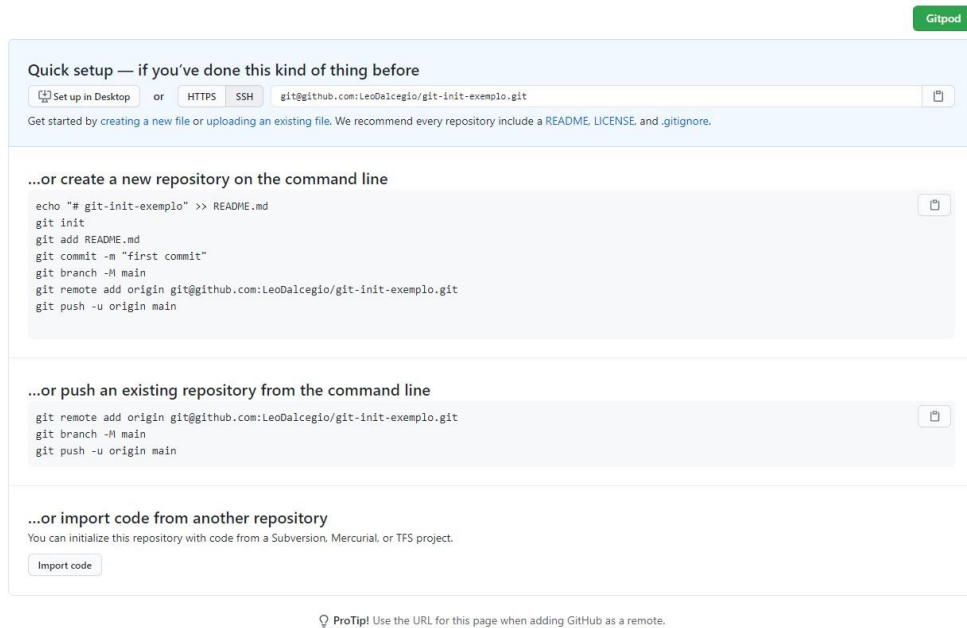 Gitpod
Quick setup — if you've done this kind of thing before
Set up in Desktop or HTTPS SSH git@github.com:LeoDalcegio/git-init-exemplo.git
Get started by creating a new file or uploading an existing file. We recommend every repository include a README, LICENSE, and .gitignore.
…or create a new repository on the command line
echo "# git-init-exemplo" >> README.md
git init
git add README.md
git commit -m "first commit"
git branch -M main
git remote add origin git@github.com:LeoDalcegio/git-init-exemplo.git
git push -u origin main
…or push an existing repository from the command line
git remote add origin git@github.com:LeoDalcegio/git-init-exemplo.git
git branch -M main
git push -u origin main
…or import code from another repository
You can initialize this repository with code from a Subversion, Mercurial, or TFS project.
Import code
ProTip! Use the URL for this page when adding GitHub as a remote.